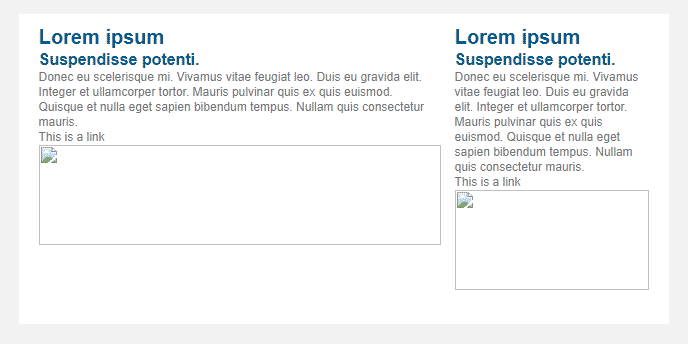 Lorem ipsum
Suspendisse potenti.
Donec eu scelerisque mi. Vivamus vitae feugiat leo. Duis eu gravida elit.
Integer et ullamcorper tortor. Mauris pulvinar quis ex quis euismod.
Quisque et nulla eget sapien bibendum tempus. Nullam quis consectetur
mauris.
This is a link
Lorem ipsum
Suspendisse potenti.
Donec eu scelerisque mi. Vivamus
vitae feugiat leo. Duis eu gravida
elit. Integer et ullamcorper tortor.
Mauris pulvinar quis ex quis
euismod. Quisque et nulla eget
sapien bibendum tempus. Nullam
quis consectetur mauris.
This is a link